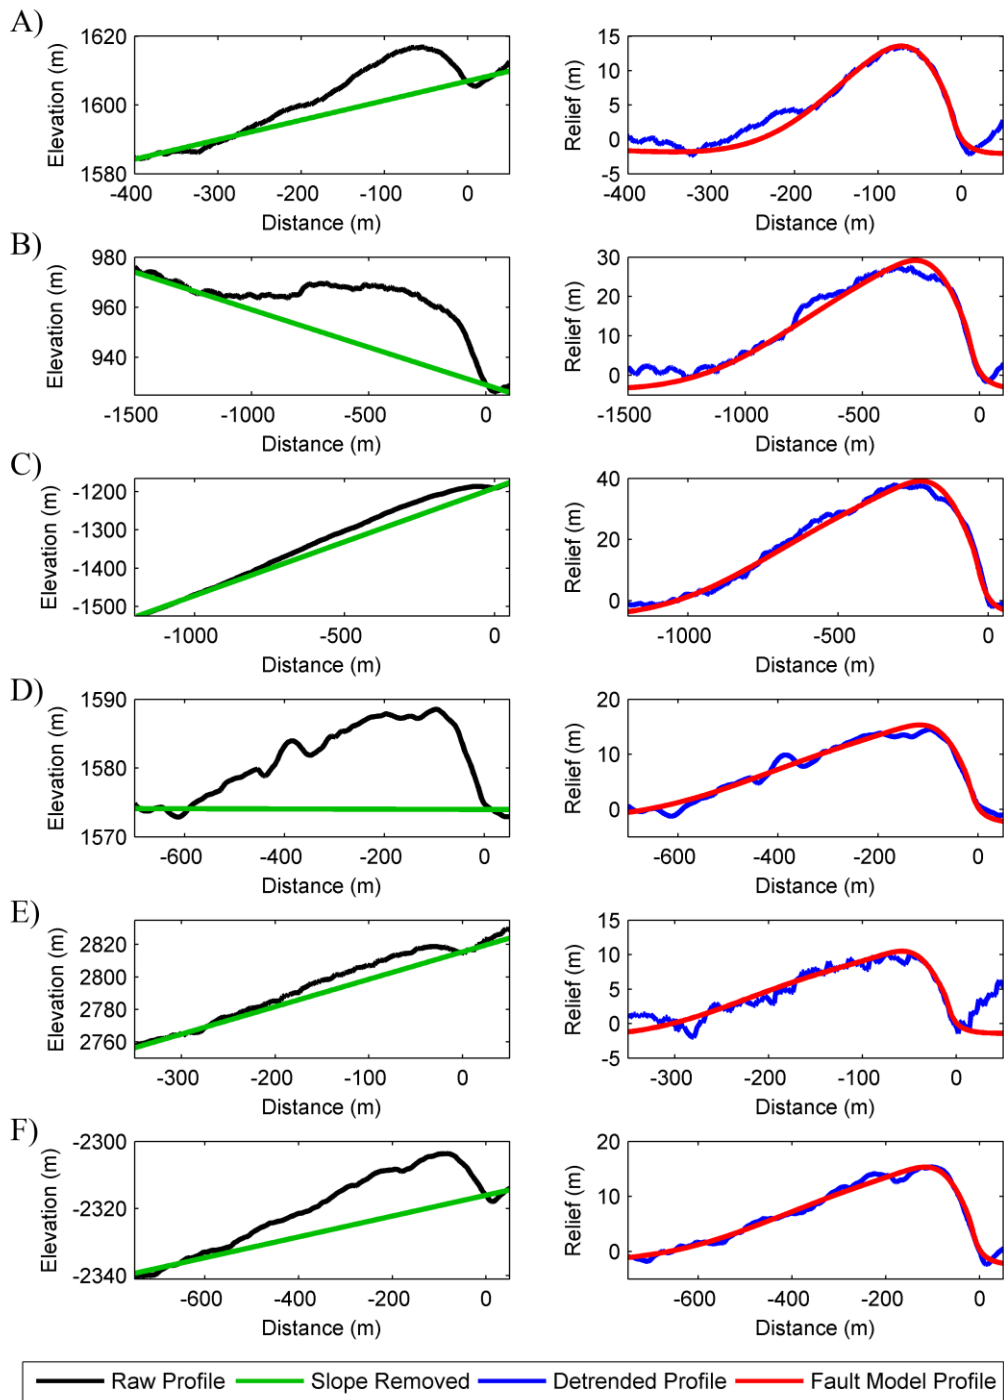 A)
Elevation (m)
1620
1600
1580
-400 -300 -200 -100 0
Distance (m)
Relief (m)
15
10
5
0
-5
-400 -300 -200 -100 0
Distance (m)
B)
Elevation (m)
980
960
940
-1500 -1000 -500 0
Distance (m)
Relief (m)
30
20
10
0
-1500 -1000 -500 0
Distance (m)
C)
Elevation (m)
-1200
-1300
-1400
-1500
-1000 -500 0
Distance (m)
Relief (m)
40
20
0
-1000 -500 0
Distance (m)
D)
Elevation (m)
1590
1580
1570
-600 -400 -200 0
Distance (m)
Relief (m)
20
10
0
-600 -400 -200 0
Distance (m)
E)
Elevation (m)
2820
2800
2780
2760
-300 -200 -100 0
Distance (m)
Relief (m)
15
10
5
0
-5
-300 -200 -100 0
Distance (m)
F)
Elevation (m)
-2300
-2320
-2340
-600 -400 -200 0
Distance (m)
Relief (m)
20
10
0
-600 -400 -200 0
Distance (m)
Raw Profile Slope Removed Detrended Profile Fault Model Profile